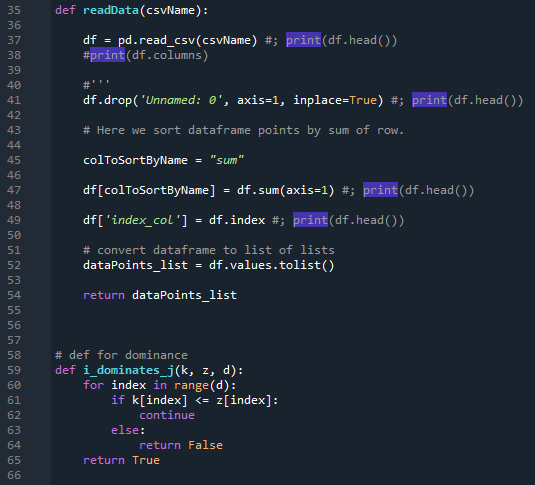 35 def readData(csvName):
36
37     df = pd.read_csv(csvName) #; print(df.head())
38     #print(df.columns)
39
40     #'''
41     df.drop('Unnamed: 0', axis=1, inplace=True) #; print(df.head())
42
43     # Here we sort dataframe points by sum of row.
44
45     colToSortByName = "sum"
46
47     df[colToSortByName] = df.sum(axis=1) #; print(df.head())
48
49     df['index_col'] = df.index #; print(df.head())
50
51     # convert dataframe to list of lists
52     dataPoints_list = df.values.tolist()
53
54     return dataPoints_list
55
56
57
58 # def for dominance
59 def i_dominates_j(k, z, d):
60     for index in range(d):
61         if k[index] <= z[index]:
62             continue
63         else:
64             return False
65     return True
66